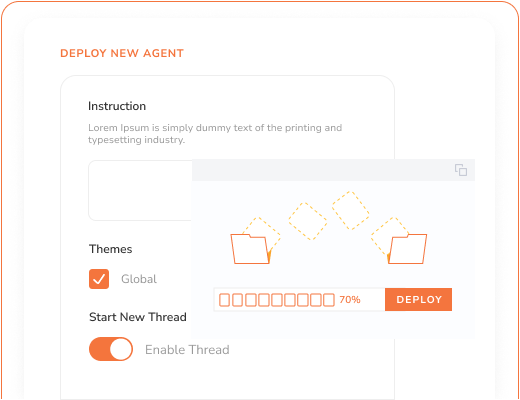 DEPLOY NEW AGENT
Instruction
Lorem Ipsum is simply dummy text of the printing and
typesetting industry.
Themes
Global
70%
DEPLOY
Start New Thread
Enable Thread